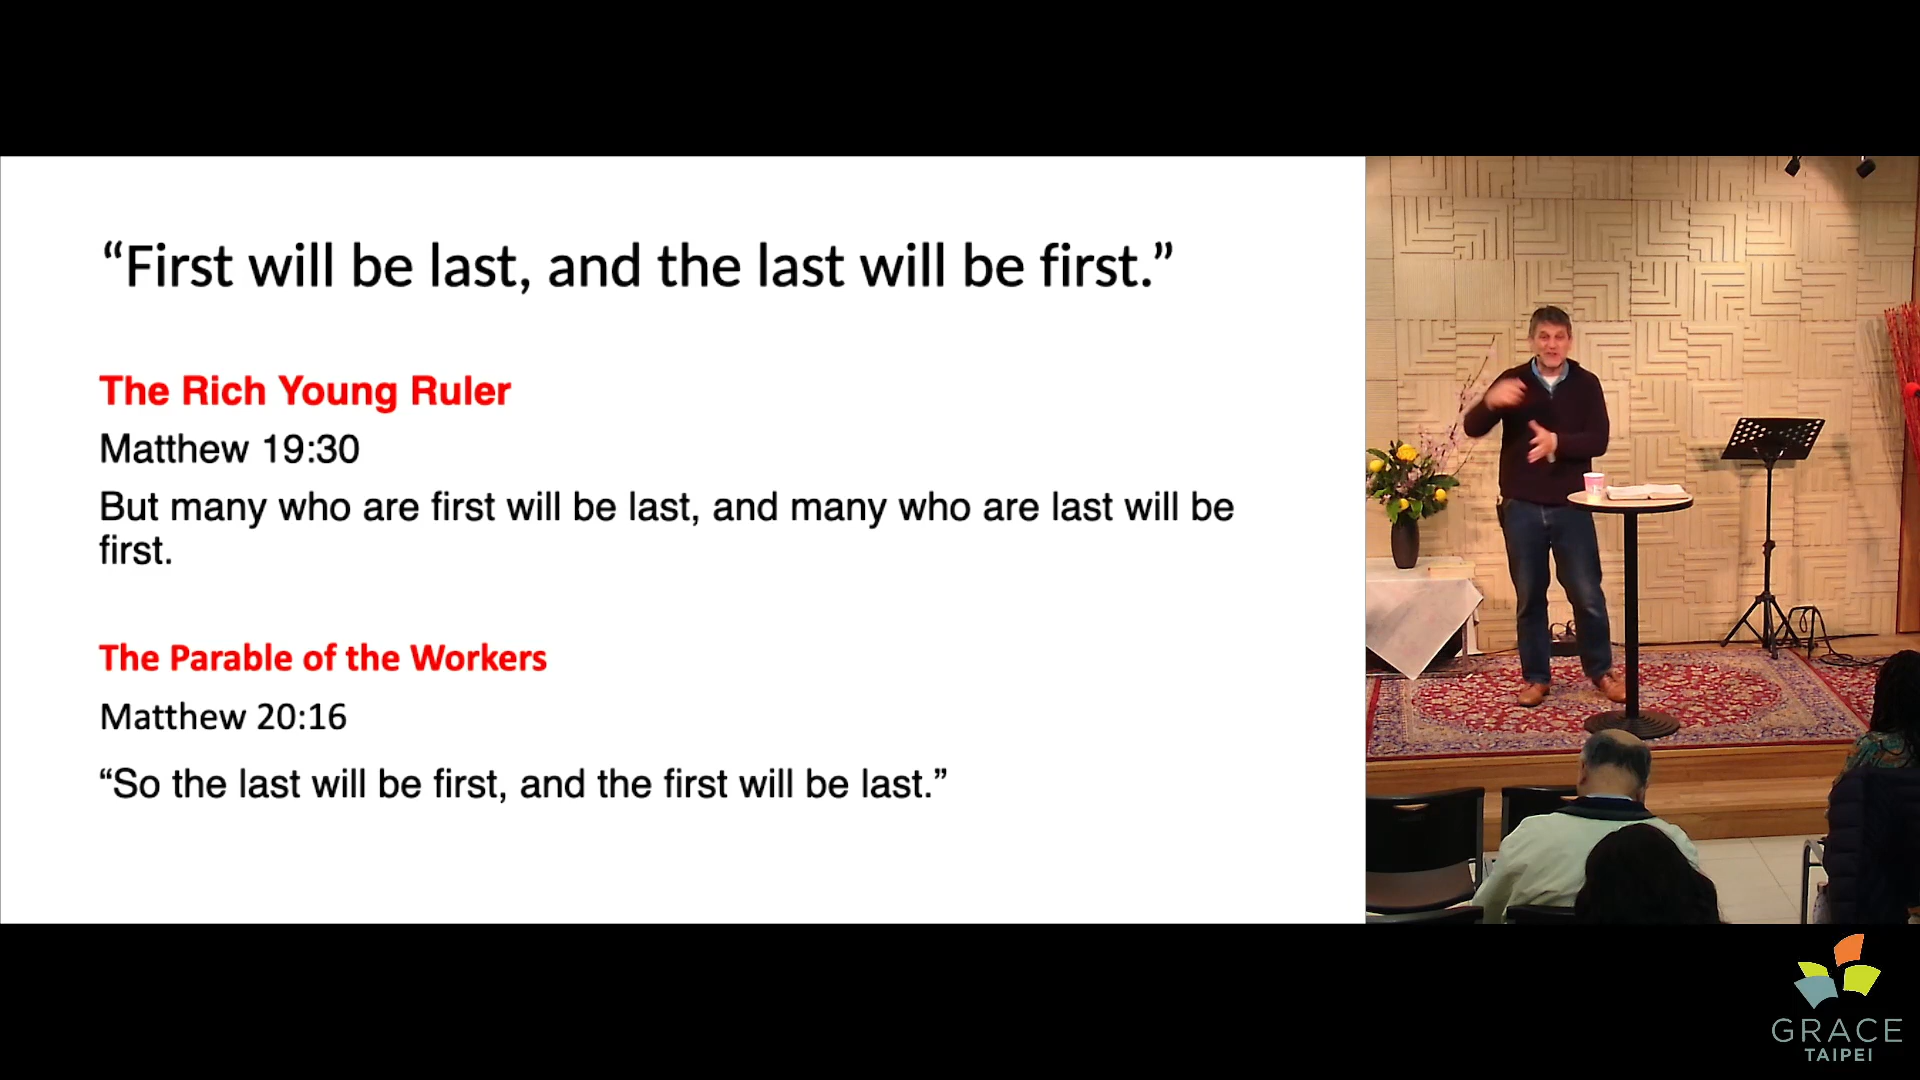 “First will be last, and the last will be first.”
The Rich Young Ruler
Matthew 19:30
But many who are first will be last, and many who are last will be
first.
The Parable of the Workers
Matthew 20:16
“So the last will be first, and the first will be last.”
GRACE
TAIPEI